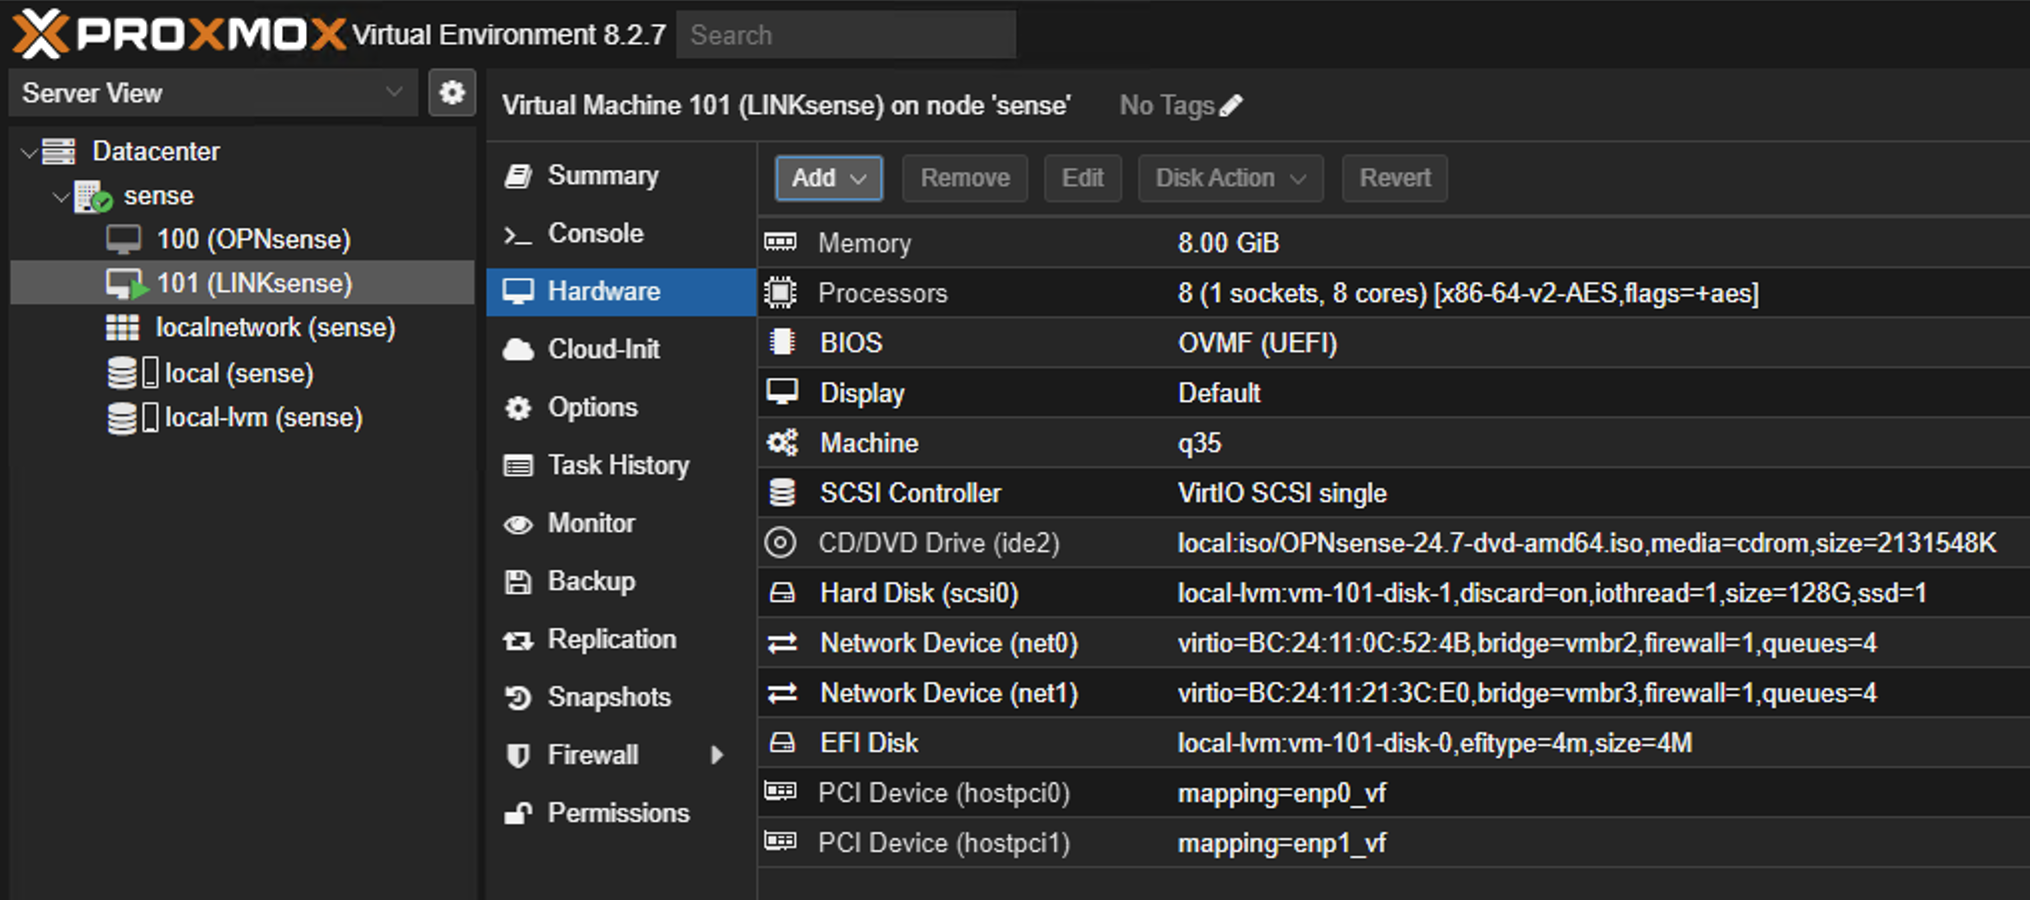 PROXMOX Virtual Environment 8.2.7 Search
Server View
Datacenter
sense
100 (OPNsense)
101 (LINKsense)
localnetwork (sense)
local (sense)
local-lvm (sense)
Virtual Machine 101 (LINKsense) on node 'sense' No Tags
Summary
Console
Hardware
Cloud-Init
Options
Task History
Monitor
Backup
Replication
Snapshots
Firewall
Permissions
Add Remove Edit Disk Action Revert
Memory 8.00 GiB
Processors 8 (1 sockets, 8 cores) [x86-64-v2-AES,flags=+aes]
BIOS OVMF (UEFI)
Display Default
Machine q35
SCSI Controller VirtIO SCSI single
CD/DVD Drive (ide2) local:iso/OPNsense-24.7-dvd-amd64.iso,media=cdrom,size=2131548K
Hard Disk (scsi0) local-lvm:vm-101-disk-1,discard=on,iothread=1,size=128G,ssd=1
Network Device (net0) virtio=BC:24:11:0C:52:4B,bridge=vmbr2,firewall=1,queues=4
Network Device (net1) virtio=BC:24:11:21:3C:E0,bridge=vmbr3,firewall=1,queues=4
EFI Disk local-lvm:vm-101-disk-0,efitype=4m,size=4M
PCI Device (hostpci0) mapping=enp0_vf
PCI Device (hostpci1) mapping=enp1_vf